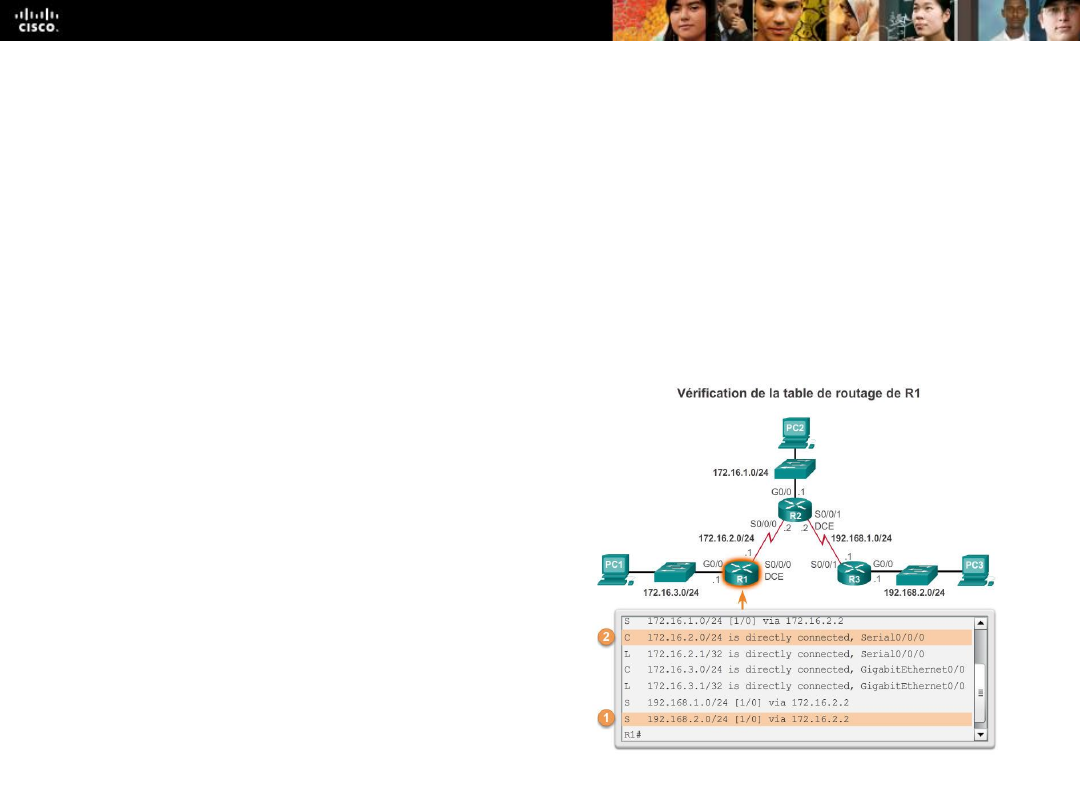 CISCO.
Vérification de la table de routage de R1
PC2
172.16.1.0/24
G0/0 .1
R2
S0/0/0
.2 .2
S0/0/1
DCE
172.16.2.0/24
192.168.1.0/24
.1
.1
PC1
G0/0
.1
R1
S0/0/0
DCE
S0/0/1
R3
G0/0
.1
PC3
172.16.3.0/24
192.168.2.0/24
S 172.16.1.0/24 [1/0] via 172.16.2.2
2 C 172.16.2.0/24 is directly connected, Serial0/0/0
L 172.16.2.1/32 is directly connected, Serial0/0/0
C 172.16.3.0/24 is directly connected, GigabitEthernet0/0
L 172.16.3.1/32 is directly connected, GigabitEthernet0/0
S 192.168.1.0/24 [1/0] via 172.16.2.2
1 S 192.168.2.0/24 [1/0] via 172.16.2.2
R1#